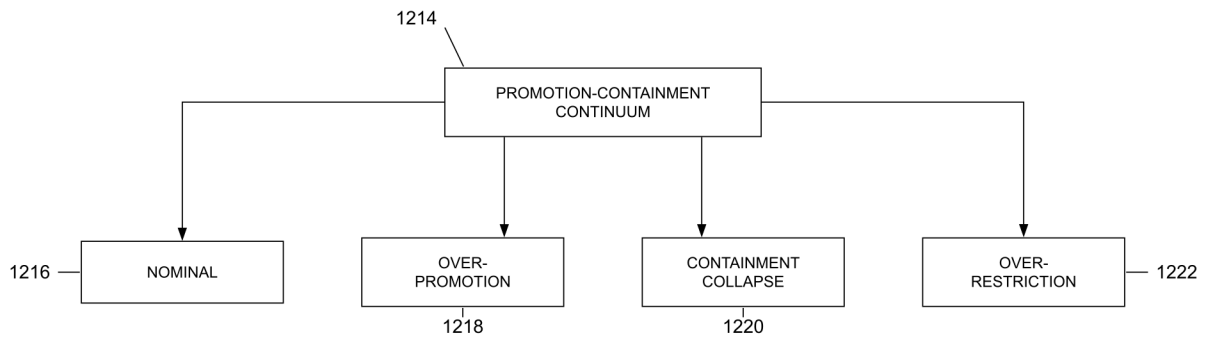 1214
PROMOTION-CONTAINMENT
CONTINUUM
1216
NOMINAL
OVER-
PROMOTION
1218
CONTAINMENT
COLLAPSE
1220
OVER-
RESTRICTION
1222